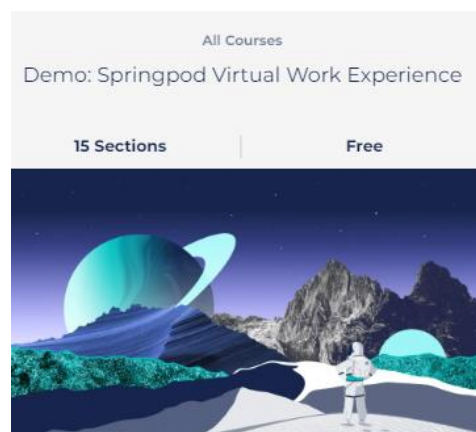 All Courses
Demo: Springpod Virtual Work Experience
15 Sections
Free